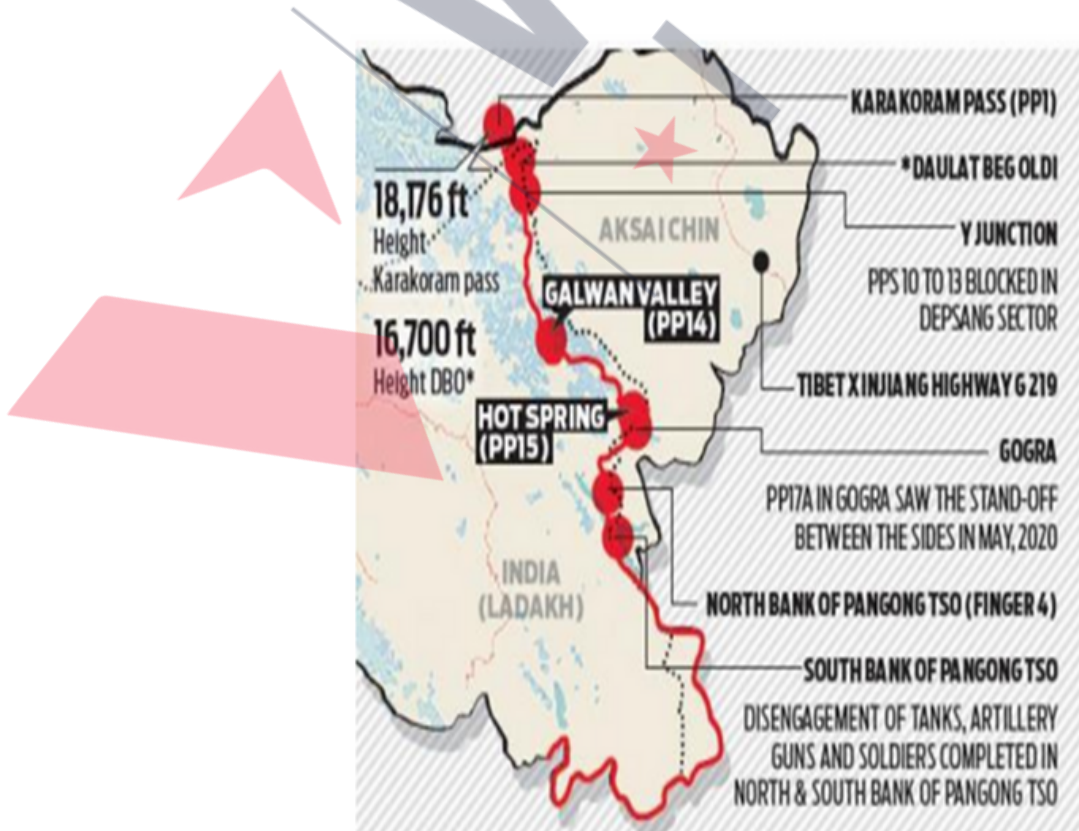 KARAKORAM PASS (PP1)
*DAULAT BEG OLDI
18,176 ft
Height
Karakoram pass
AKSAI CHIN
Y JUNCTION
PPS 10 TO 13 BLOCKED IN
DEPSANG SECTOR
GALWAN VALLEY
(PP14)
16,700 ft
Height DBO*
TIBET XINJIANG HIGHWAY G 219
HOT SPRING
(PP15)
GOGRA
PP17A IN GOGRA SAW THE STAND-OFF
BETWEEN THE SIDES IN MAY, 2020
INDIA
(LADAKH)
NORTH BANK OF PANGONG TSO (FINGER 4)
SOUTH BANK OF PANGONG TSO
DISENGAGEMENT OF TANKS, ARTILLERY
GUNS AND SOLDIERS COMPLETED IN
NORTH & SOUTH BANK OF PANGONG TSO